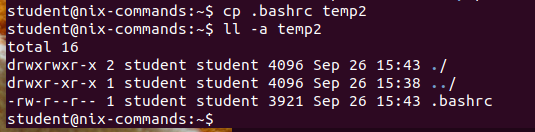 student@nix-commands:~$ cp .bashrc temp2
student@nix-commands:~$ ll -a temp2
total 16
drwxrwxr-x 2 student student 4096 Sep 26 15:43 ./
drwxr-xr-x 1 student student 4096 Sep 26 15:38 ../
-rw-r--r-- 1 student student 3921 Sep 26 15:43 .bashrc
student@nix-commands:~$